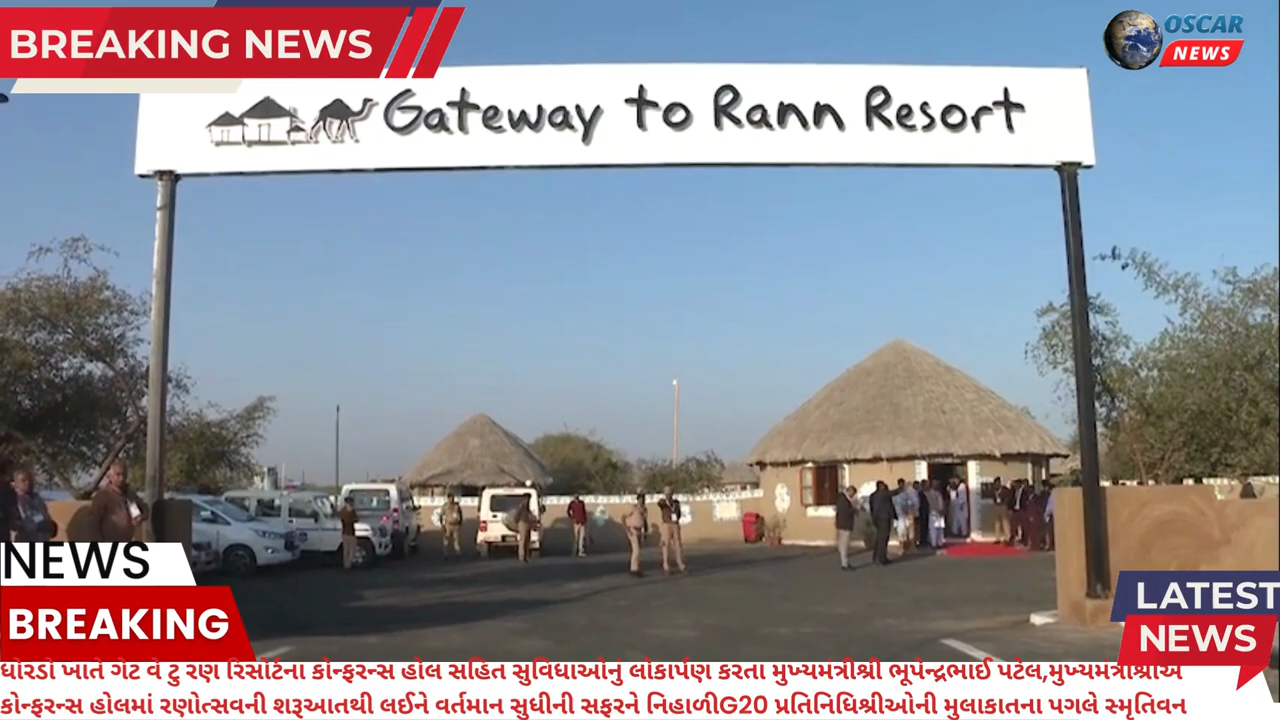 BREAKING NEWS
OSCAR
NEWS
Gateway to Rann Resort
NEWS
BREAKING
LATEST
NEWS
ધોરડો ખાતે ગેટ વે ટુ રણ રિસોર્ટના કોન્ફરન્સ હોલ સહિત સુવિધાઓનું લોકાર્પણ કરતા મુખ્યમંત્રીશ્રી ભૂપેન્દ્રભાઈ પટેલ,મુખ્યમંત્રીશ્રીએ
કોન્ફરન્સ હોલમાં રણોત્સવની શરૂઆતથી લઈને વર્તમાન સુધીની સફરને નિહાળીG20 પ્રતિનિધિશ્રીઓની મુલાકાતના પગલે સ્મૃતિવન